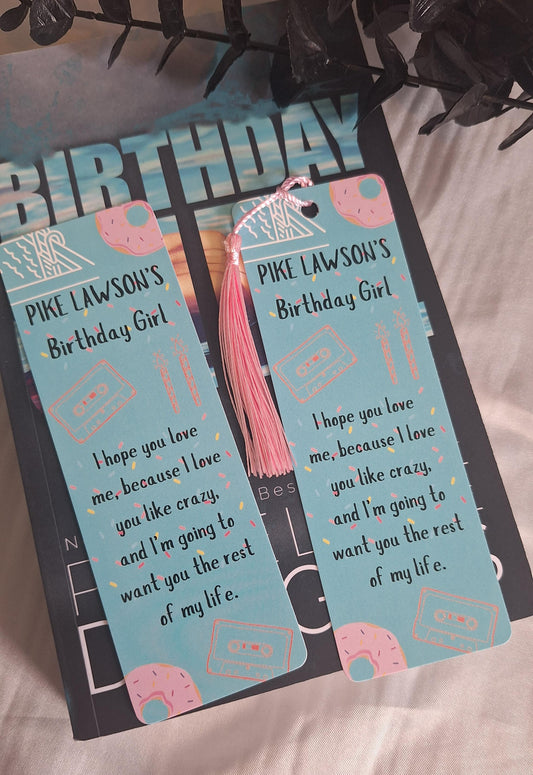 BIRTHDAY
PIKE LAWSON'S
Birthday Girl
I hope you love
me, because I love
you like crazy,
and I'm going to
want you the rest
of my life.
PIKE LAWSON'S
Birthday Girl
I hope you love
me, because I love
you like crazy,
and I'm going to
want you the rest
of my life.
Bes
N
L
D
G
S